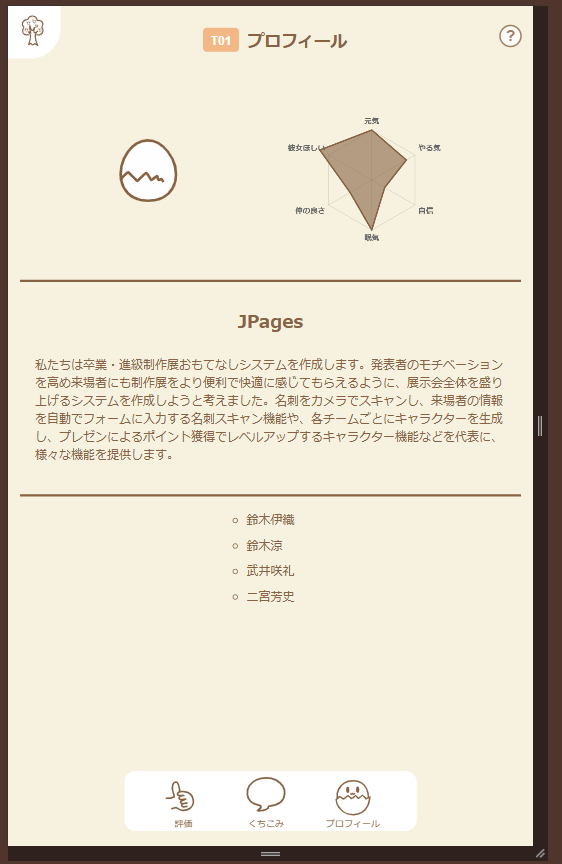 T01 プロフィール
?
元気
彼女ほしい
やる気
仲の良さ
自信
眠気
JPages
私たちは卒業・進級制作展おもてなしシステムを作成します。発表者のモチベーション
を高め来場者にも制作展をより便利で快適に感じてもらえるように、展示会全体を盛り
上げるシステムを作成しようと考えました。名刺をカメラでスキャンし、来場者の情報
を自動でフォームに入力する名刺スキャン機能や、各チームごとにキャラクターを生成
し、プレゼンによるポイント獲得でレベルアップするキャラクター機能などを代表に、
様々な機能を提供します。
鈴木伊織
鈴木涼
武井咲礼
二宮芳史
評価
くちこみ
プロフィール